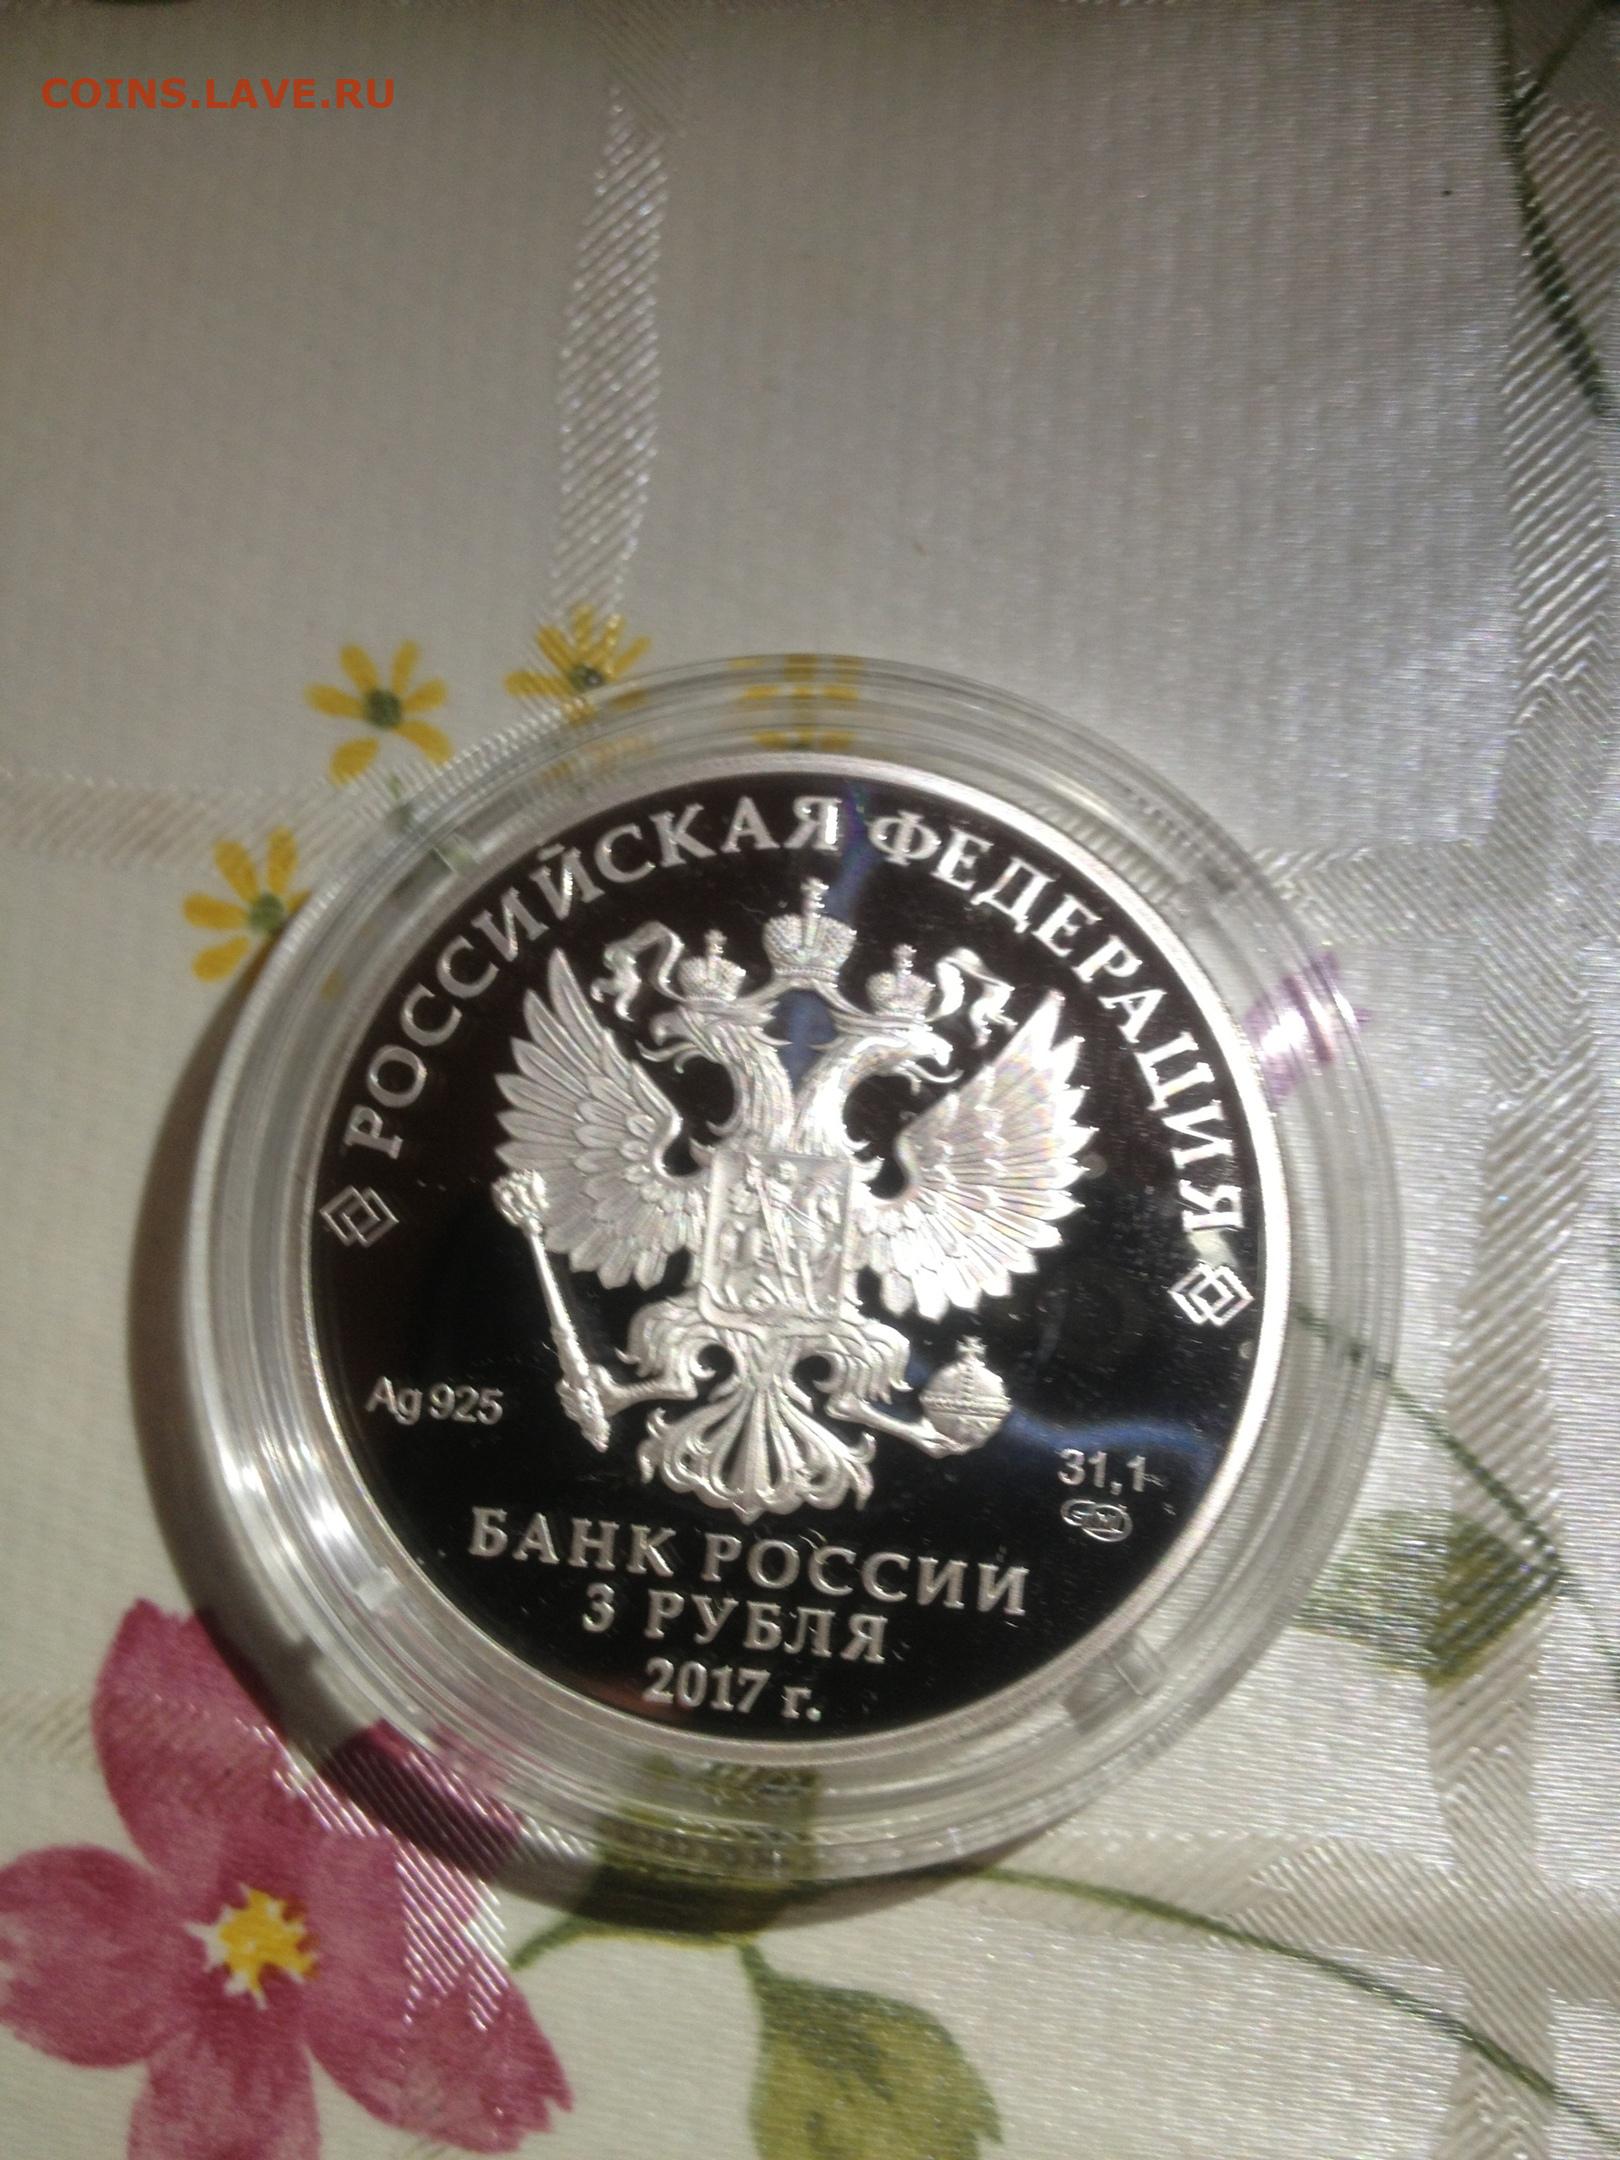 COINS.LAVE.RU
РОССИЙСКАЯ ФЕДЕРАЦИЯ
Ag 925
31,1
БАНК РОССИИ
3 РУБЛЯ
2017 г.